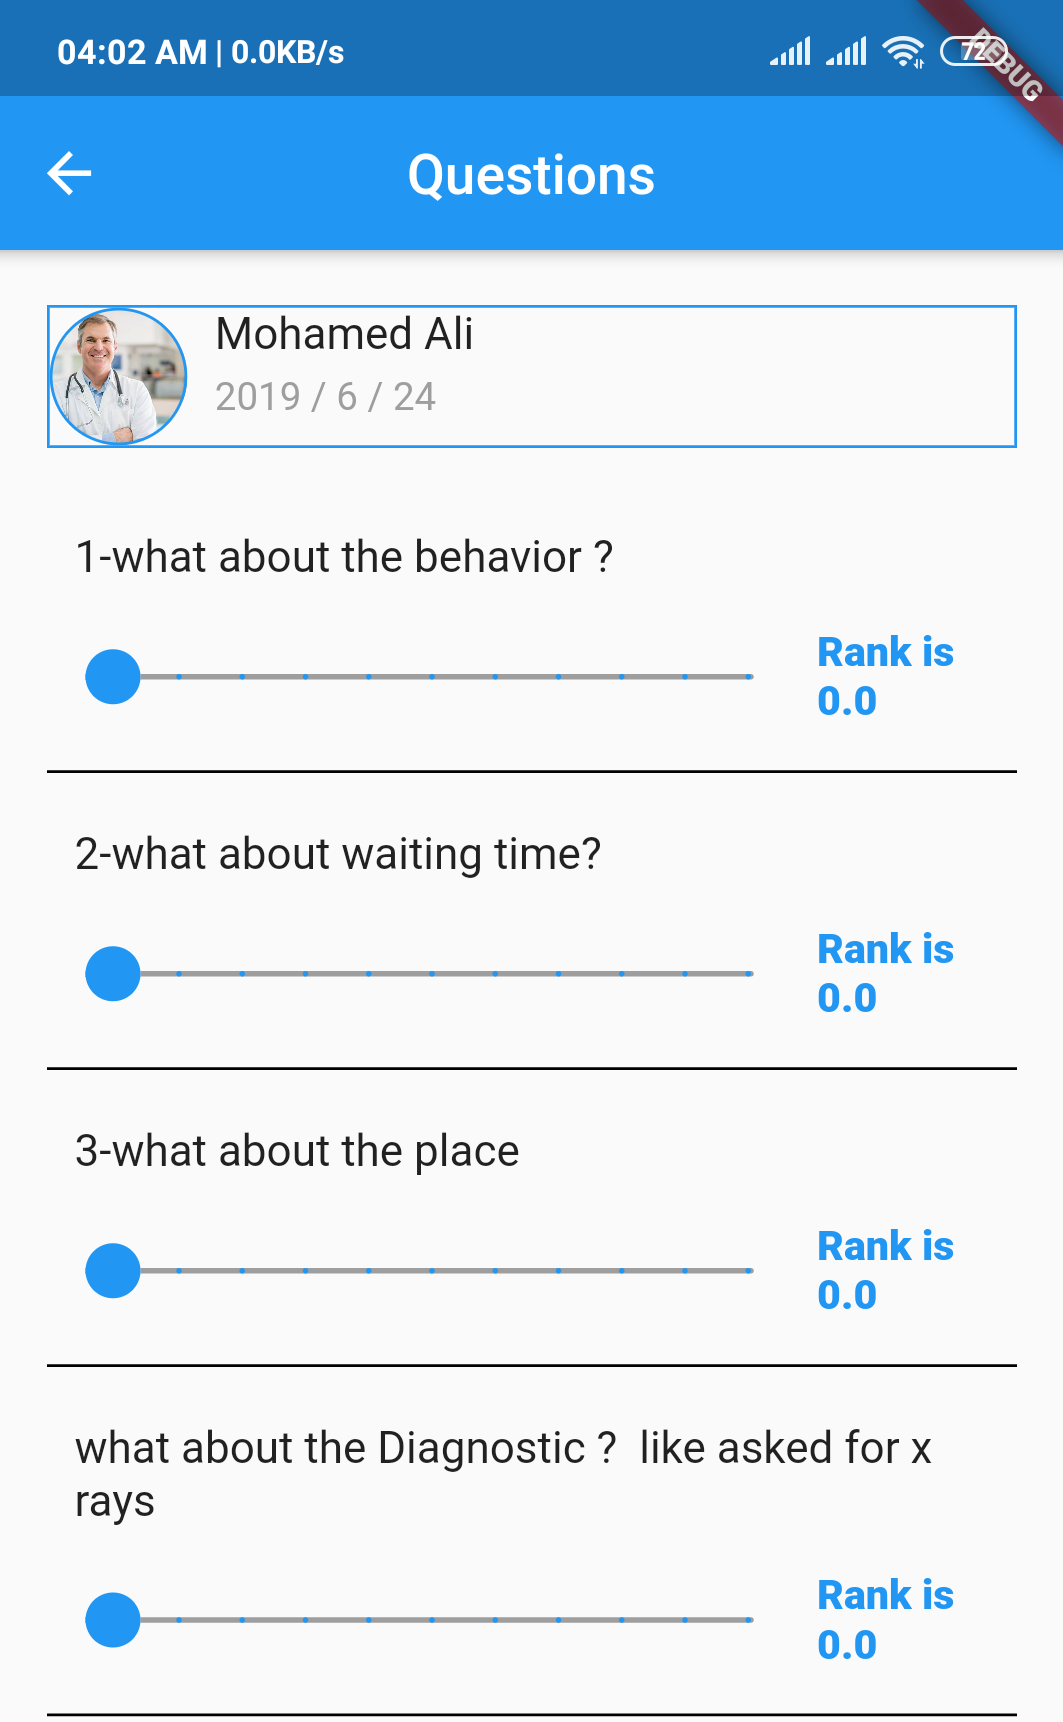 04:02 AM | 0.0KB/s
72
DEBUG
Questions
Mohamed Ali
2019 / 6 / 24
1-what about the behavior ?
Rank is
0.0
2-what about waiting time?
Rank is
0.0
3-what about the place
Rank is
0.0
what about the Diagnostic ?  like asked for x
rays
Rank is
0.0